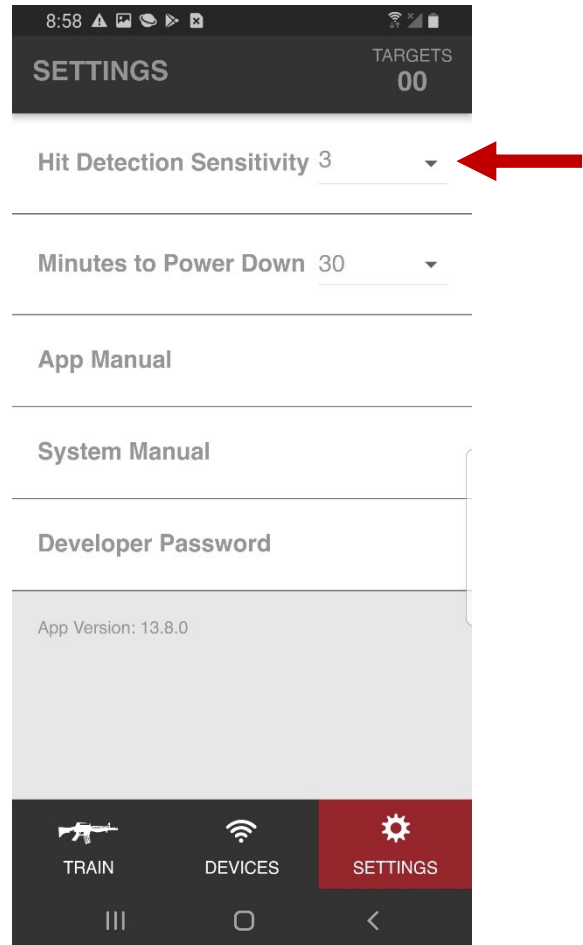 8:58
SETTINGS
TARGETS
00
Hit Detection Sensitivity 3
Minutes to Power Down 30
App Manual
System Manual
Developer Password
App Version: 13.8.0
TRAIN
DEVICES
SETTINGS